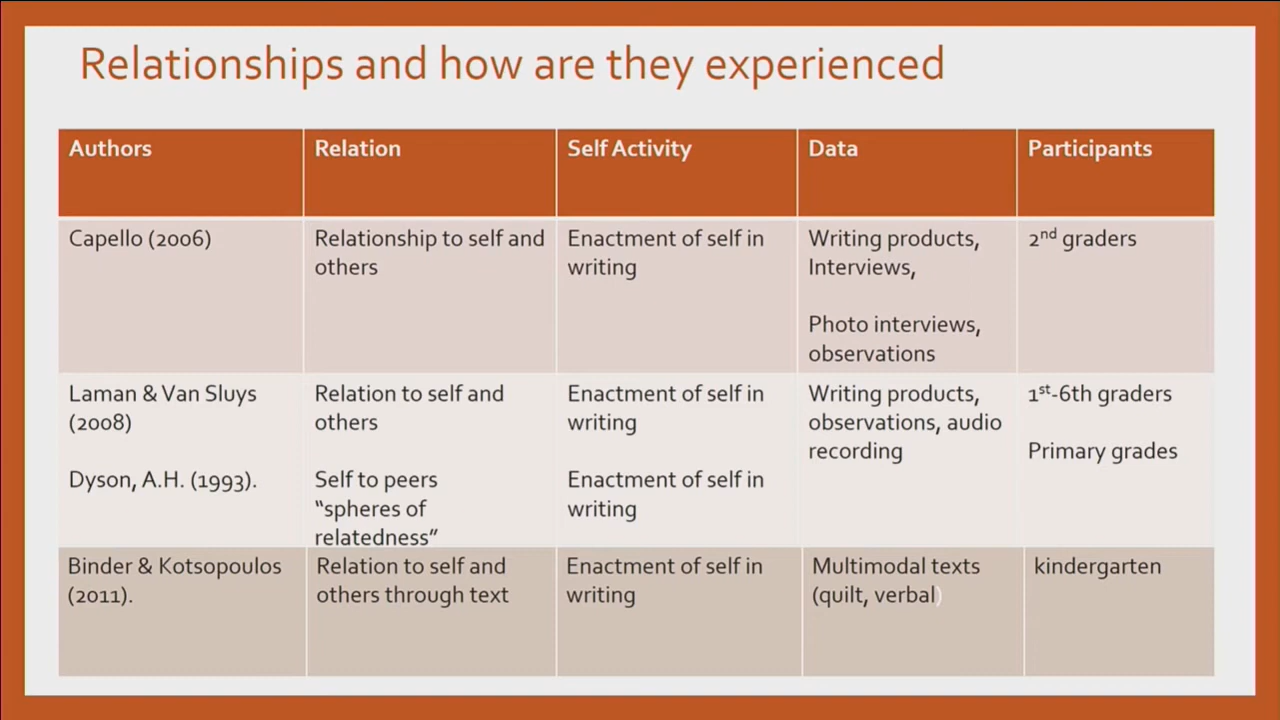 Relationships and how are they experienced
Authors
Relation
Self Activity
Data
Participants
Capello (2006)
Relationship to self and
others
Enactment of self in
writing
Writing products,
Interviews,
Photo interviews,
observations
2nd graders
Laman & Van Sluys
(2008)
Dyson, A.H. (1993).
Relation to self and
others
Self to peers
“spheres of
relatedness”
Enactment of self in
writing
Enactment of self in
writing
Writing products,
observations, audio
recording
1st-6th graders
Primary grades
Binder & Kotsopoulos
(2011).
Relation to self and
others through text
Enactment of self in
writing
Multimodal texts
(quilt, verbal)
kindergarten